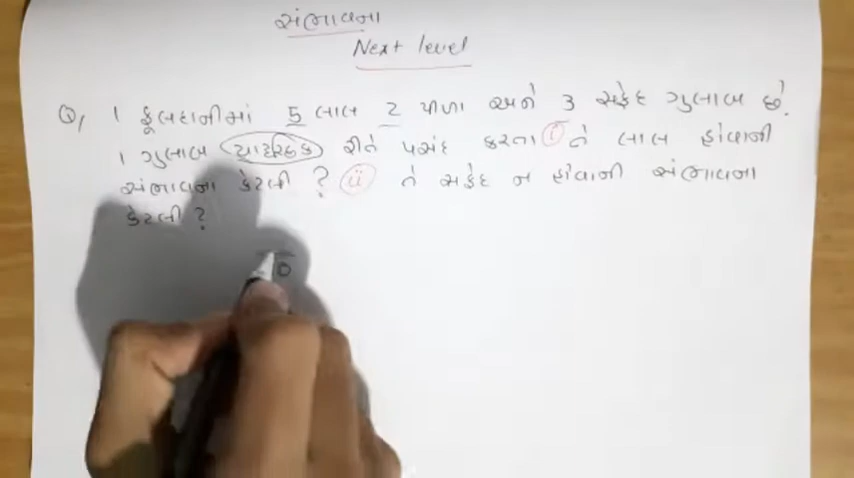 સંભાવના
Next level
Q, 1 ફૂલદાનીમાં 5 લાલ 2 પીળા અને 3 સફેદ ગુલાબ છે.
1 ગુલાબ યાદચ્છિક રીતે પસંદ કરતા i તે લાલ હોવાની
સંભાવના કેટલી ? ii તે સફેદ ન હોવાની સંભાવના
કેટલી ?